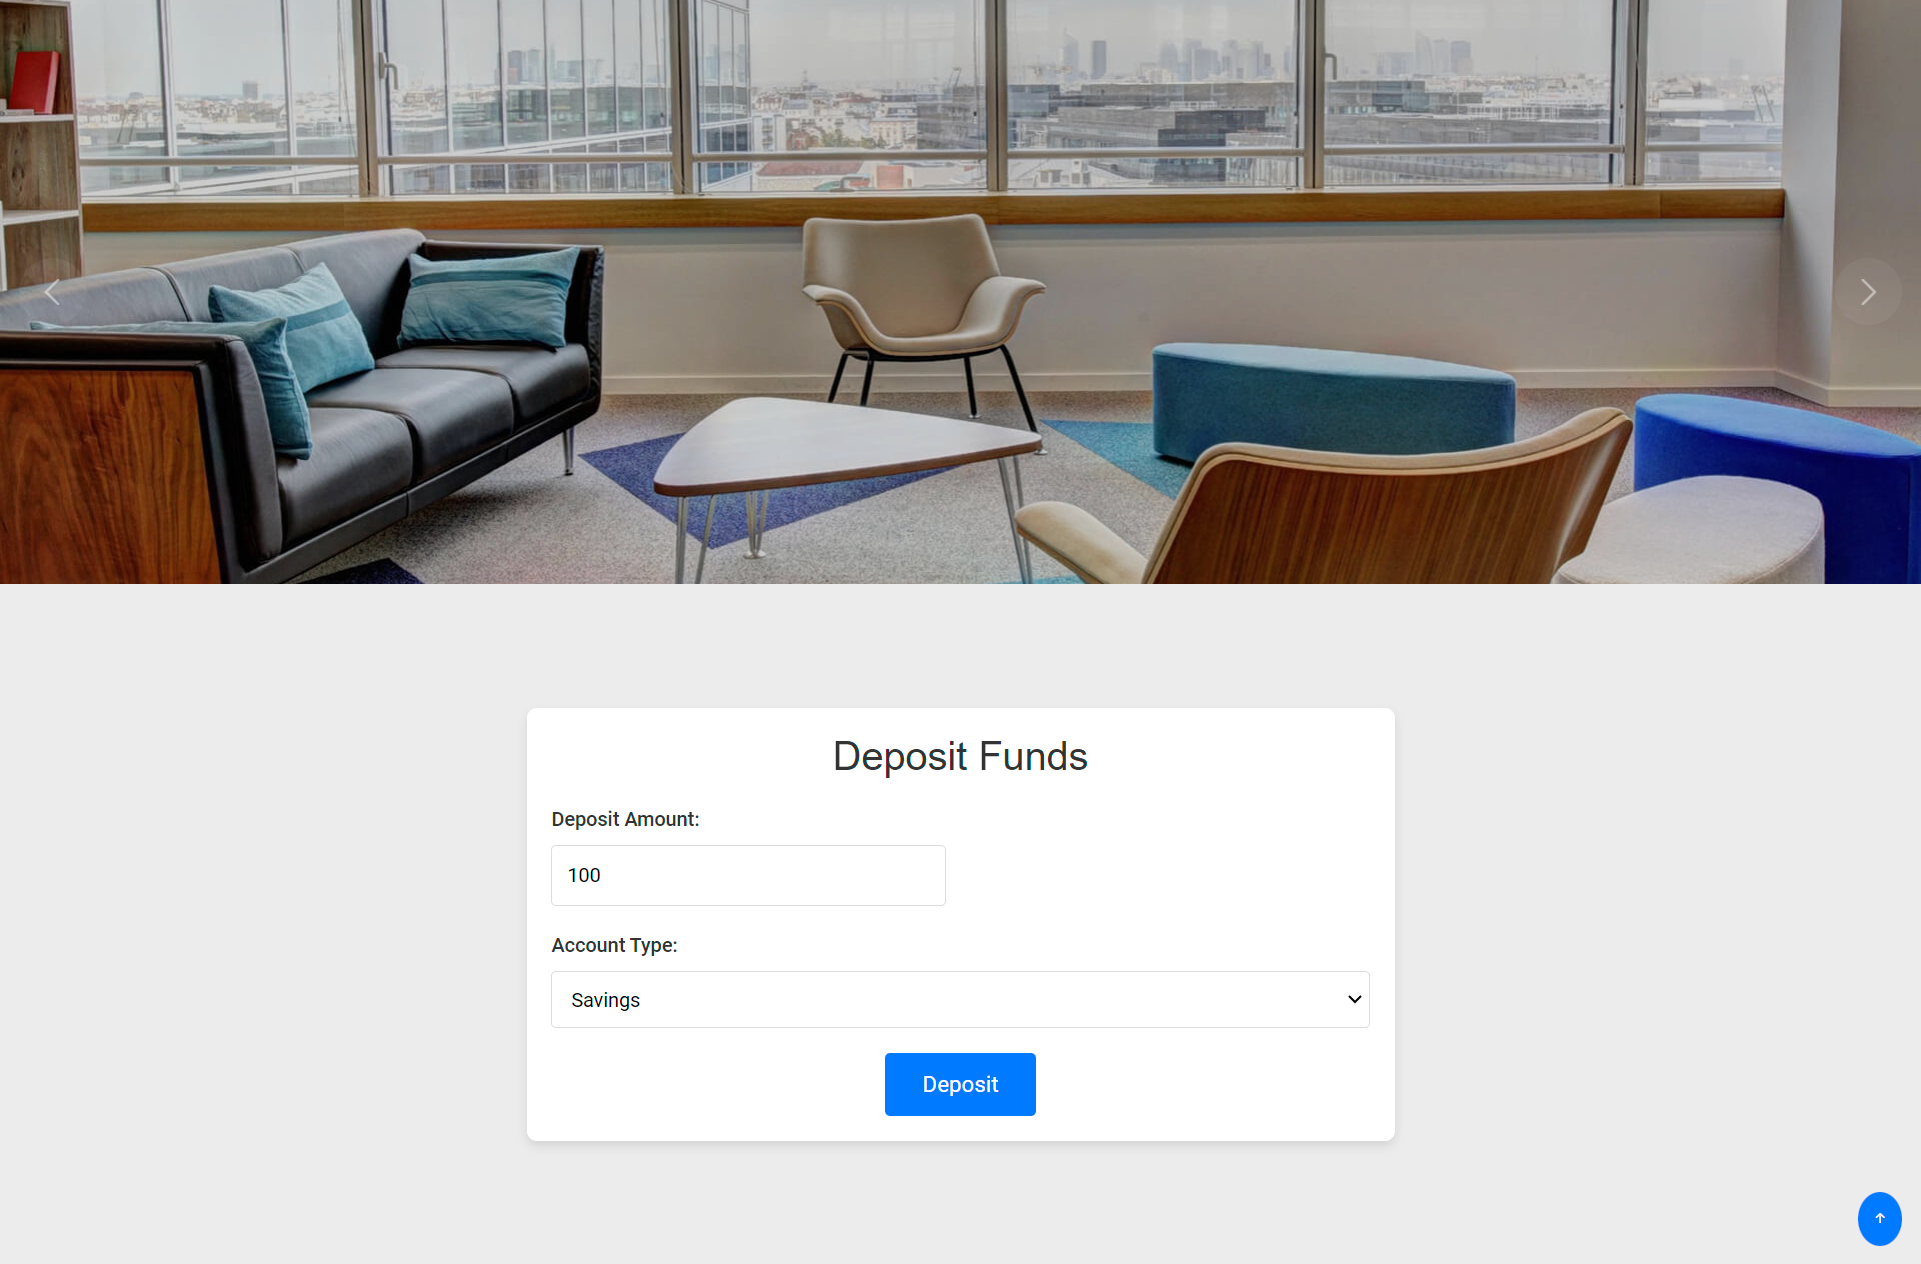 Deposit Funds
Deposit Amount:
100
Account Type:
Savings
Deposit